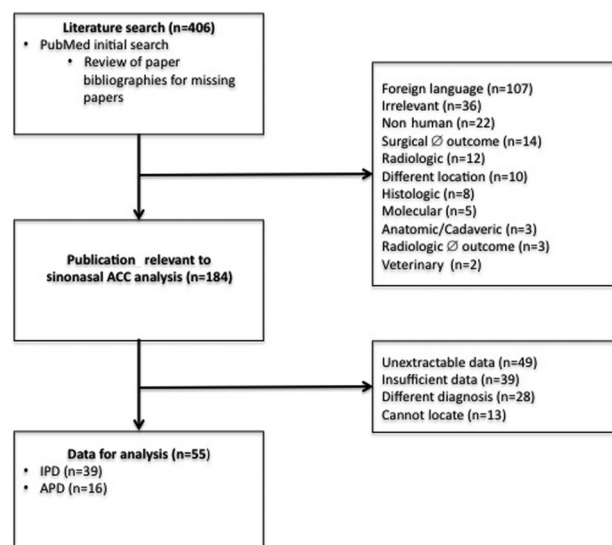 Literature search (n=406)
• PubMed initial search
• Review of paper
bibliographies for missing
papers
Foreign language (n=107)
Irrelevant (n=36)
Non human (n=22)
Surgical Ø outcome (n=14)
Radiologic (n=12)
Different location (n=10)
Histologic (n=8)
Molecular (n=5)
Anatomic/Cadaveric (n=3)
Radiologic Ø outcome (n=3)
Veterinary (n=2)
Publication relevant to
sinonasal ACC analysis (n=184)
Unextractable data (n=49)
Insufficient data (n=39)
Different diagnosis (n=28)
Cannot locate (n=13)
Data for analysis (n=55)
• IPD (n=39)
• APD (n=16)